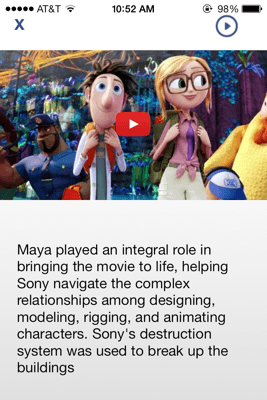 AT&T 10:52 AM 98%
X
Maya played an integral role in
bringing the movie to life, helping
Sony navigate the complex
relationships among designing,
modeling, rigging, and animating
characters. Sony's destruction
system was used to break up the
buildings